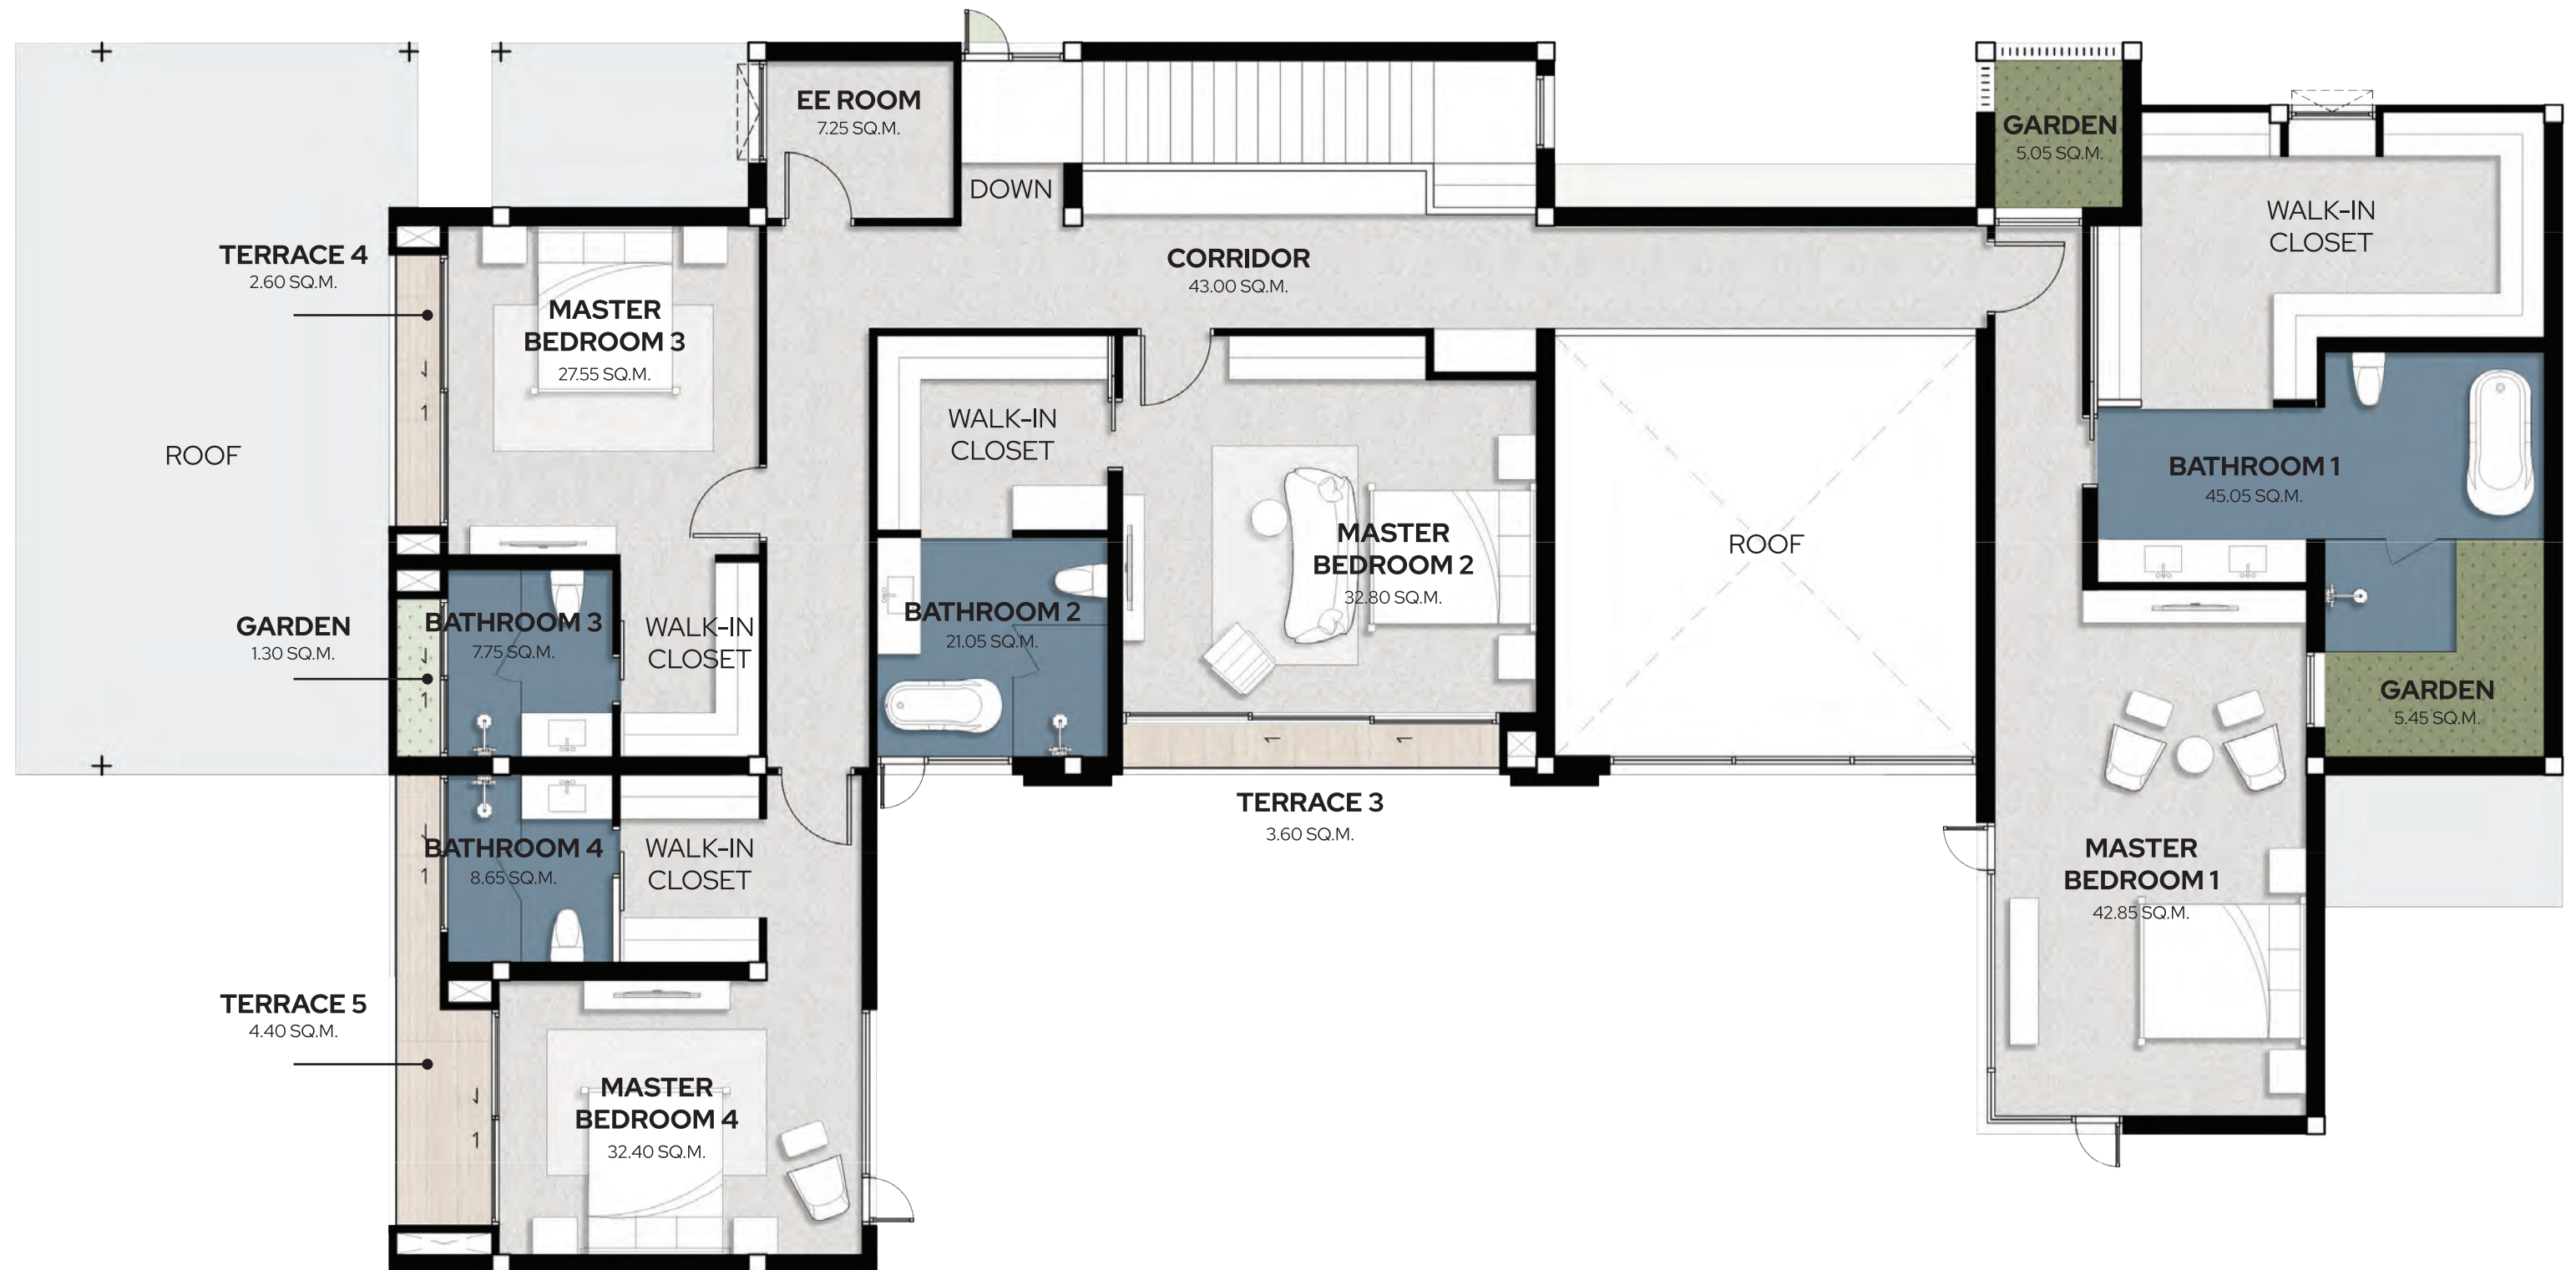 EE ROOM
7.25 SQ.M.
DOWN
GARDEN
5.05 SQ.M.
WALK-IN
CLOSET
TERRACE 4
2.60 SQ.M.
CORRIDOR
43.00 SQ.M.
MASTER
BEDROOM 3
27.55 SQ.M.
ROOF
WALK-IN
CLOSET
BATHROOM 1
45.05 SQ.M.
MASTER
BEDROOM 2
32.80 SQ.M.
ROOF
GARDEN
1.30 SQ.M.
BATHROOM 3
7.75 SQ.M.
WALK-IN
CLOSET
BATHROOM 2
21.05 SQ.M.
GARDEN
5.45 SQ.M.
TERRACE 3
3.60 SQ.M.
BATHROOM 4
8.65 SQ.M.
WALK-IN
CLOSET
MASTER
BEDROOM 1
42.85 SQ.M.
TERRACE 5
4.40 SQ.M.
MASTER
BEDROOM 4
32.40 SQ.M.